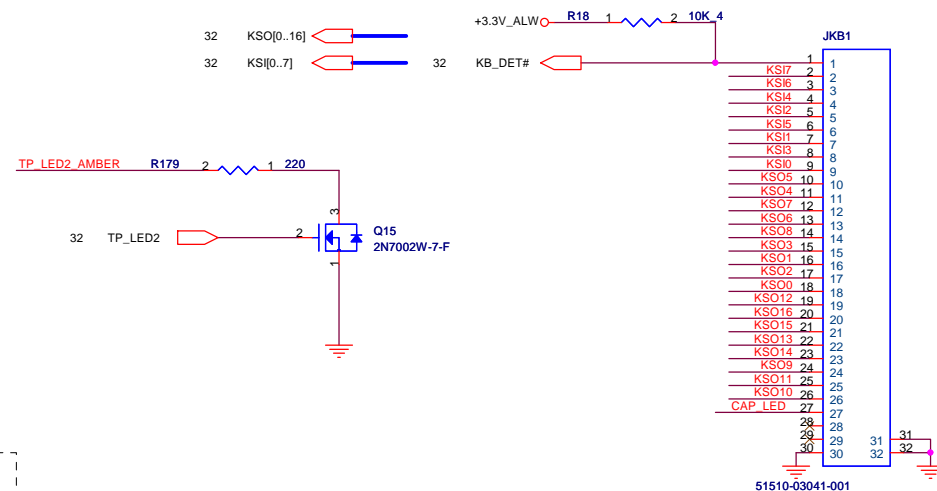 +3.3V_ALW R18 1 2 10K_4
32 KSO[0..16]
32 KSI[0..7] 32 KB_DET#
JKB1
1 1
KSI7 2 2
KSI6 3 3
KSI4 4 4
KSI2 5 5
KSI5 6 6
KSI1 7 7
KSI3 8 8
KSI0 9 9
KSO5 10 10
KSO4 11 11
KSO7 12 12
KSO6 13 13
KSO8 14 14
KSO3 15 15
KSO1 16 16
KSO2 17 17
KSO0 18 18
KSO12 19 19
KSO16 20 20
KSO15 21 21
KSO13 22 22
KSO14 23 23
KSO9 24 24
KSO11 25 25
KSO10 26 26
CAP_LED 27 27
28 28
29 29
30 30
31 31
32 32
51510-03041-001
TP_LED2_AMBER R179 2 1 220
3
32 TP_LED2 2
Q15
2N7002W-7-F
1